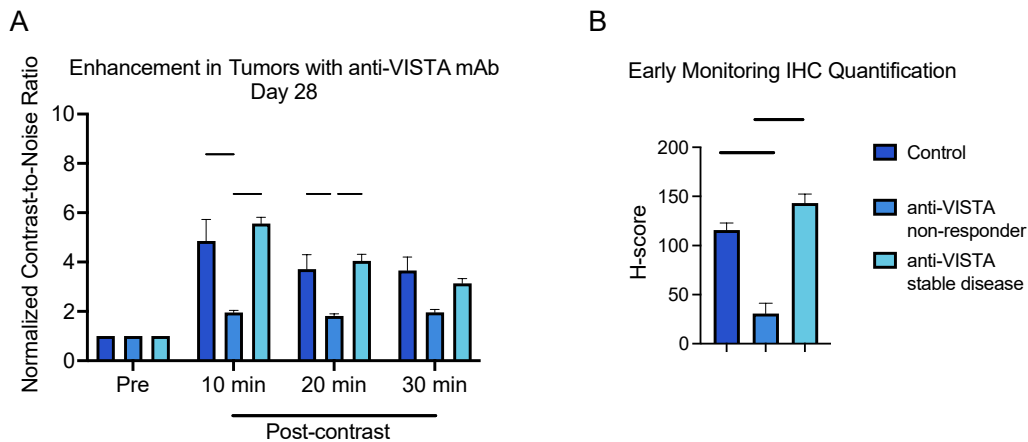 A
Enhancement in Tumors with anti-VISTA mAb
Day 28
Normalized Contrast-to-Noise Ratio
10
8
6
4
2
0
Pre
10 min
20 min
30 min
Post-contrast
B
Early Monitoring IHC Quantification
H-score
200
150
100
50
0
Control
anti-VISTA
non-responder
anti-VISTA
stable disease